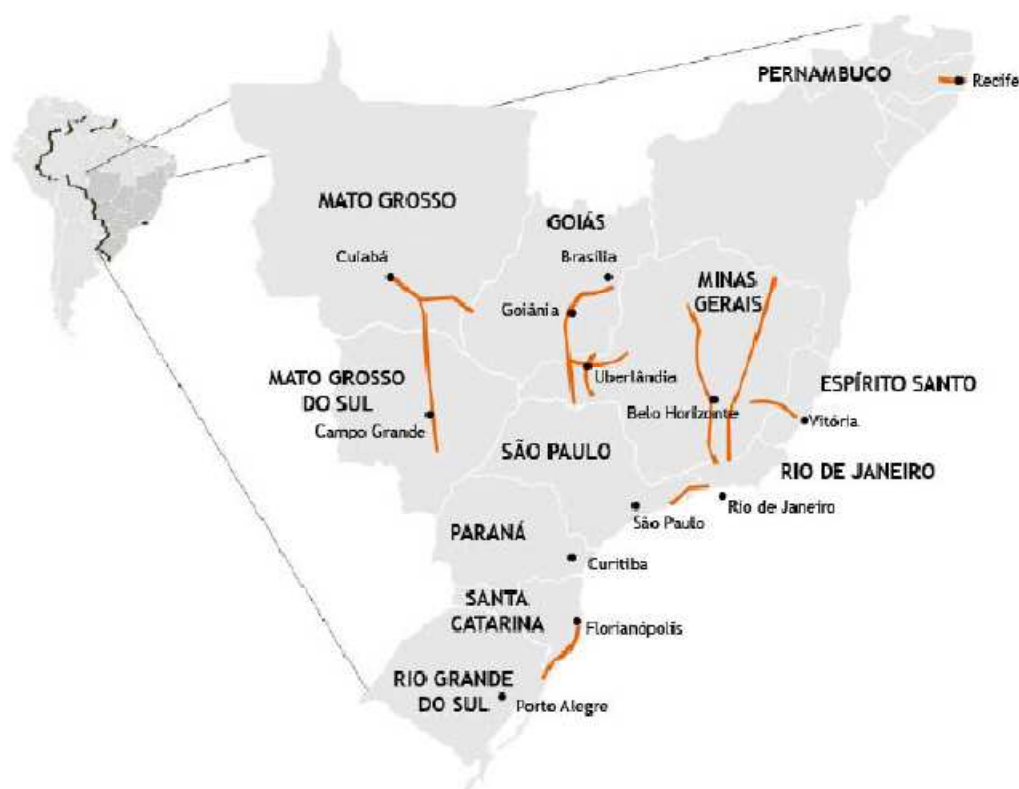 PERNAMBUCO
Recife
MATO GROSSO
GOIÁS
Cuiabá
Brasília
MINAS
GERAIS
Goiânia
MATO GROSSO
DO SUL
Uberlândia
ESPÍRITO SANTO
Belo Horizonte
Campo Grande
Vitória
SÃO PAULO
RIO DE JANEIRO
São Paulo
Rio de Janeiro
PARANÁ
Curitiba
SANTA
CATARINA
Florianópolis
RIO GRANDE
DO SUL
Porto Alegre